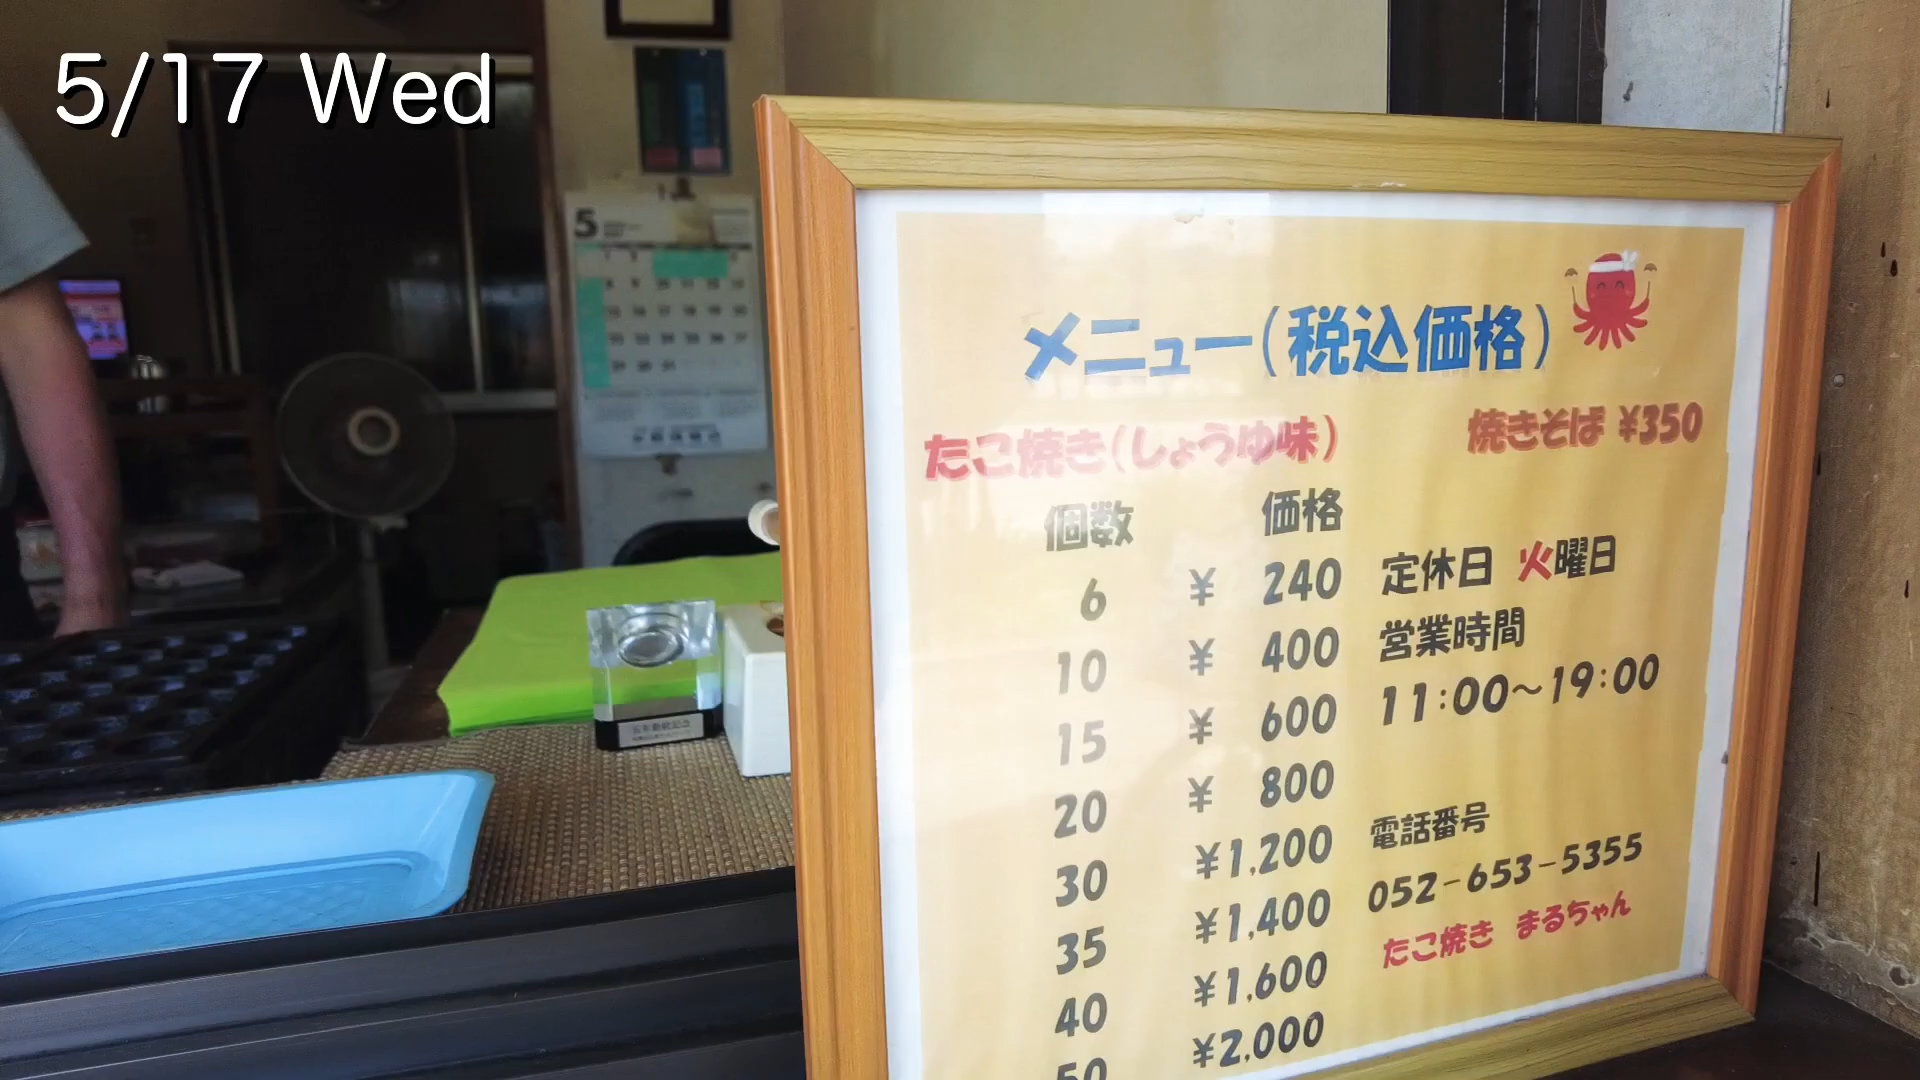 5/17 Wed
5
メニュー(税込価格)
たこ焼き(しょうゆ味)
焼きそば ¥350
個数 価格
6 ¥ 240
10 ¥ 400
15 ¥ 600
20 ¥ 800
30 ¥1,200
35 ¥1,400
40 ¥1,600
50 ¥2,000
定休日 火曜日
営業時間
11:00~19:00
電話番号
052-653-5355
たこ焼き まるちゃん